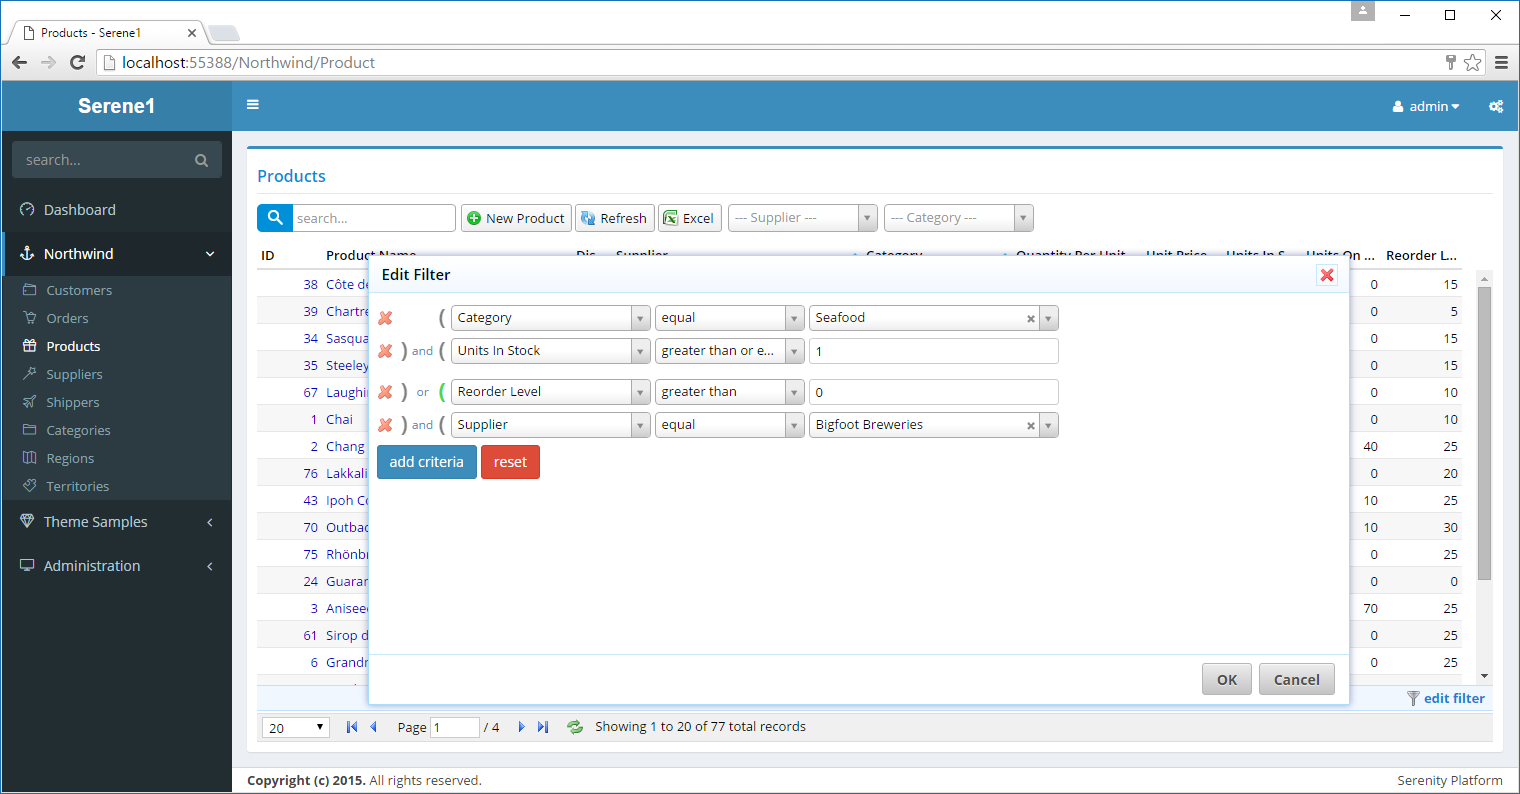 Products - Serene1
localhost:55388/Northwind/Product
Serene1
admin
search...
Dashboard
Northwind
Customers
Orders
Products
Suppliers
Shippers
Categories
Regions
Territories
Theme Samples
Administration
Products
search... New Product Refresh Excel --- Supplier --- --- Category ---
ID Product Name Dis... Supplier Category Quantity Per Unit Unit Price Units In S... Units On ... Reorder L...
Edit Filter
( Category equal Seafood
) and ( Units In Stock greater than or e... 1
) or ( Reorder Level greater than 0
) and ( Supplier equal Bigfoot Breweries
add criteria reset
OK Cancel
38 Côte de 0 15
39 Chartre 0 5
34 Sasqua 0 15
35 Steeley 0 15
67 Laughin 0 10
1 Chai 0 10
2 Chang 40 25
76 Lakkali 0 20
43 Ipoh Co 10 25
70 Outbac 10 30
75 Rhönbr 0 25
24 Guaran 0 0
3 Aniseed 70 25
61 Sirop d 0 25
6 Grandm 0 25
edit filter
20 Page 1 / 4 Showing 1 to 20 of 77 total records
Copyright (c) 2015. All rights reserved. Serenity Platform